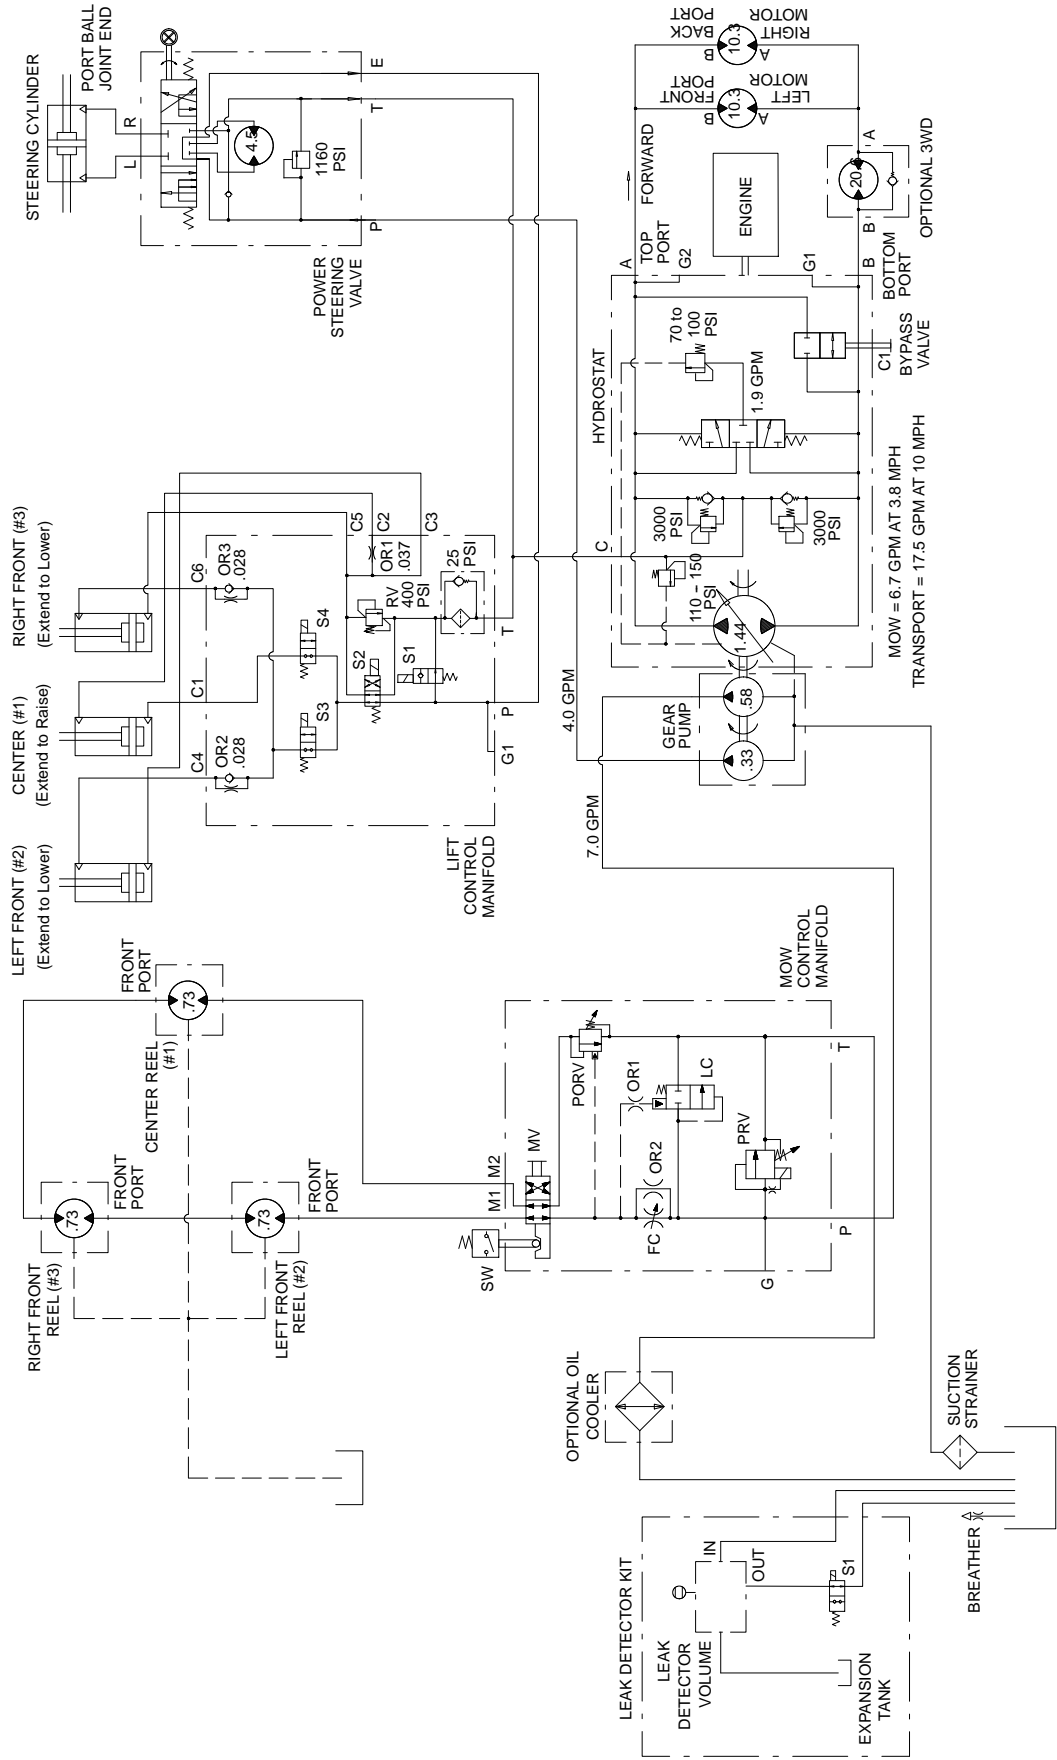 STEERING CYLINDER
PORT BALL
JOINT END
L
R
4.5
1160
PSI
E
T
P
POWER
STEERING
VALVE
RIGHT FRONT (#3)
(Extend to Lower)
CENTER (#1)
(Extend to Raise)
LEFT FRONT (#2)
(Extend to Lower)
C4
C1
C6
OR2
.028
OR3
.028
C5
C2
C3
OR1
.037
S3
S4
S2
S1
RV
400
PSI
25
PSI
G1
P
T
LIFT
CONTROL
MANIFOLD
RIGHT
MOTOR
BACK
PORT
B
A
10.3
LEFT
MOTOR
FRONT
PORT
B
A
10.3
FORWARD
A
TOP
PORT
G2
ENGINE
G1
B
BOTTOM
PORT
B
A
OPTIONAL 3WD
HYDROSTAT
70 to
100
PSI
1.9 GPM
C1
BYPASS
VALVE
3000
PSI
3000
PSI
C
110 – 150
PSI
1.44
MOW = 6.7 GPM AT 3.8 MPH
TRANSPORT = 17.5 GPM AT 10 MPH
4.0 GPM
7.0 GPM
GEAR
PUMP
.33
.58
FRONT
PORT
.73
CENTER REEL
(#1)
FRONT
PORT
.73
RIGHT FRONT
REEL (#3)
FRONT
PORT
.73
LEFT FRONT
REEL (#2)
MOW
CONTROL
MANIFOLD
M1
M2
MV
SW
PORV
OR1
LC
FC
OR2
PRV
G
P
T
OPTIONAL OIL
COOLER
SUCTION
STRAINER
BREATHER
LEAK DETECTOR KIT
LEAK
DETECTOR
VOLUME
IN
OUT
S1
EXPANSION
TANK